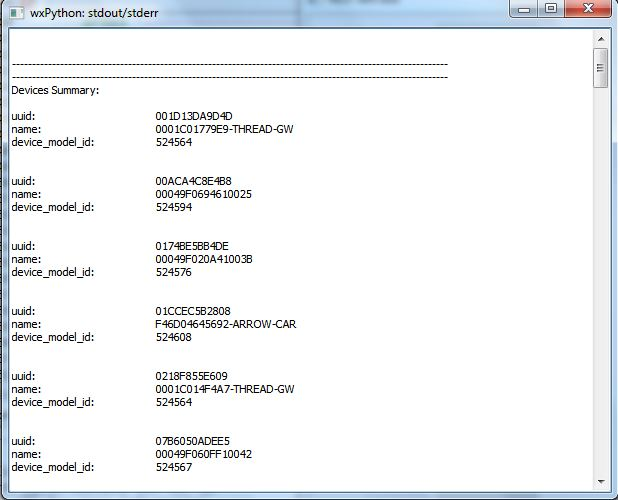 wxPython: stdout/stderr
--------------------------------------------------------------------------------------------------------------
--------------------------------------------------------------------------------------------------------------
Devices Summary:
uuid: 001D13DA9D4D
name: 0001C01779E9-THREAD-GW
device_model_id: 524564
uuid: 00ACA4C8E4B8
name: 00049F0694610025
device_model_id: 524594
uuid: 0174BE5BB4DE
name: 00049F020A41003B
device_model_id: 524576
uuid: 01CCEC5B2808
name: F46D04645692-ARROW-CAR
device_model_id: 524608
uuid: 0218F855E609
name: 0001C014F4A7-THREAD-GW
device_model_id: 524564
uuid: 07B6050ADEE5
name: 00049F060FF10042
device_model_id: 524567